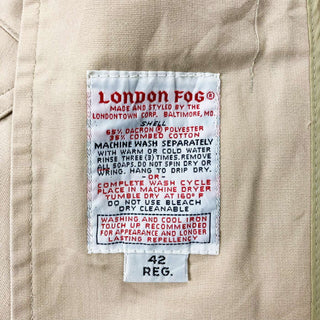 LONDON FOG®
MADE AND STYLED BY THE
LONDONTOWN CORP. BALTIMORE, MD.
SHELL
65% DACRON® POLYESTER
35% COMBED COTTON
MACHINE WASH SEPARATELY
WITH WARM OR COLD WATER
RINSE THREE (3) TIMES. REMOVE
ALL SOAPS. DO NOT SPIN DRY OR
WRING. HANG TO DRIP DRY.
-OR-
COMPLETE WASH CYCLE
PLACE IN MACHINE DRYER
TUMBLE DRY AT 160°
DO NOT USE BLEACH
DRY CLEANABLE
WASHING AND COOL IRON
TOUCH UP RECOMMENDED
FOR APPEARANCE AND LONGER
LASTING REPELLENCY
42
REG.